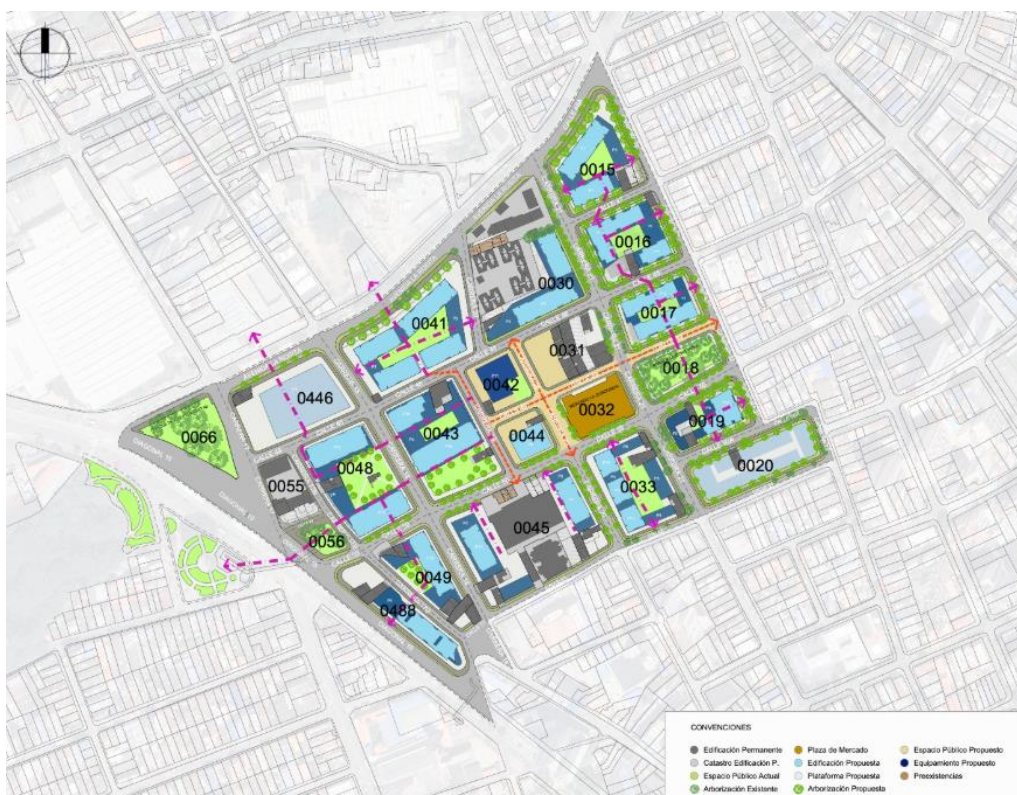 0015
0016
0030
0017
0041
0031
0018
0042
0446
0032
0019
0043
0044
0066
0048
0020
0055
0033
0045
0056
0049
0488
CONVENCIONES
Edificación Permanente
Plaza de Mercado
Espacio Público Propuesto
Catastro Edificación P.
Edificación Propuesta
Equipamiento Propuesto
Espacio Público Actual
Plataforma Propuesta
Preexistencias
Arborización Existente
Arborización Propuesta